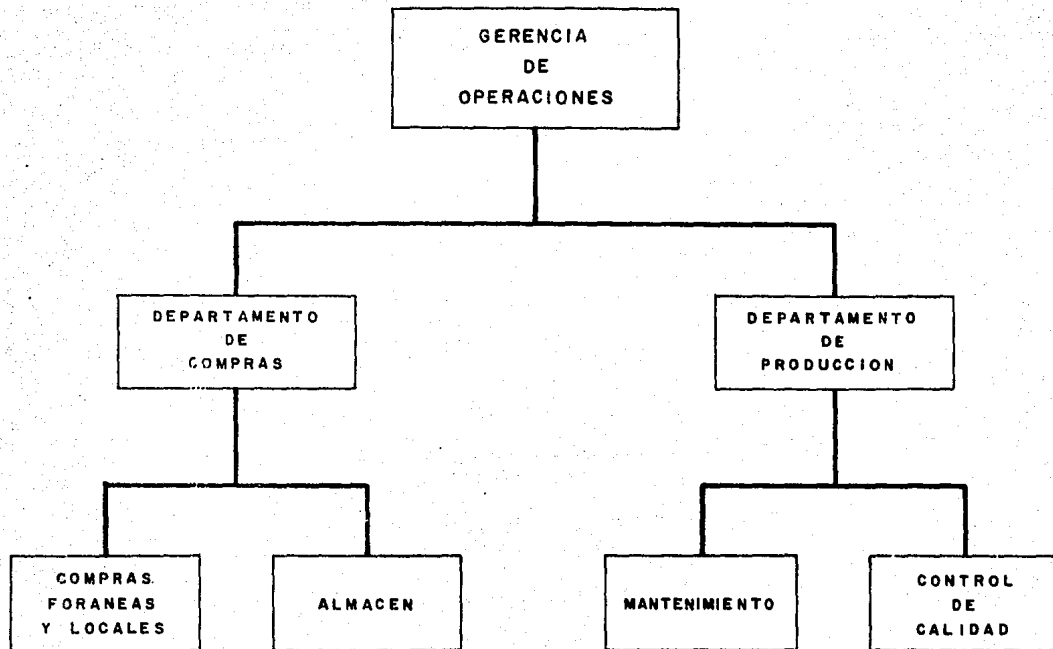 GERENCIA
DE
OPERACIONES
DEPARTAMENTO
DE
COMPRAS
DEPARTAMENTO
DE
PRODUCCION
COMPRAS
FORANEAS
Y LOCALES
ALMACEN
MANTENIMIENTO
CONTROL
DE
CALIDAD